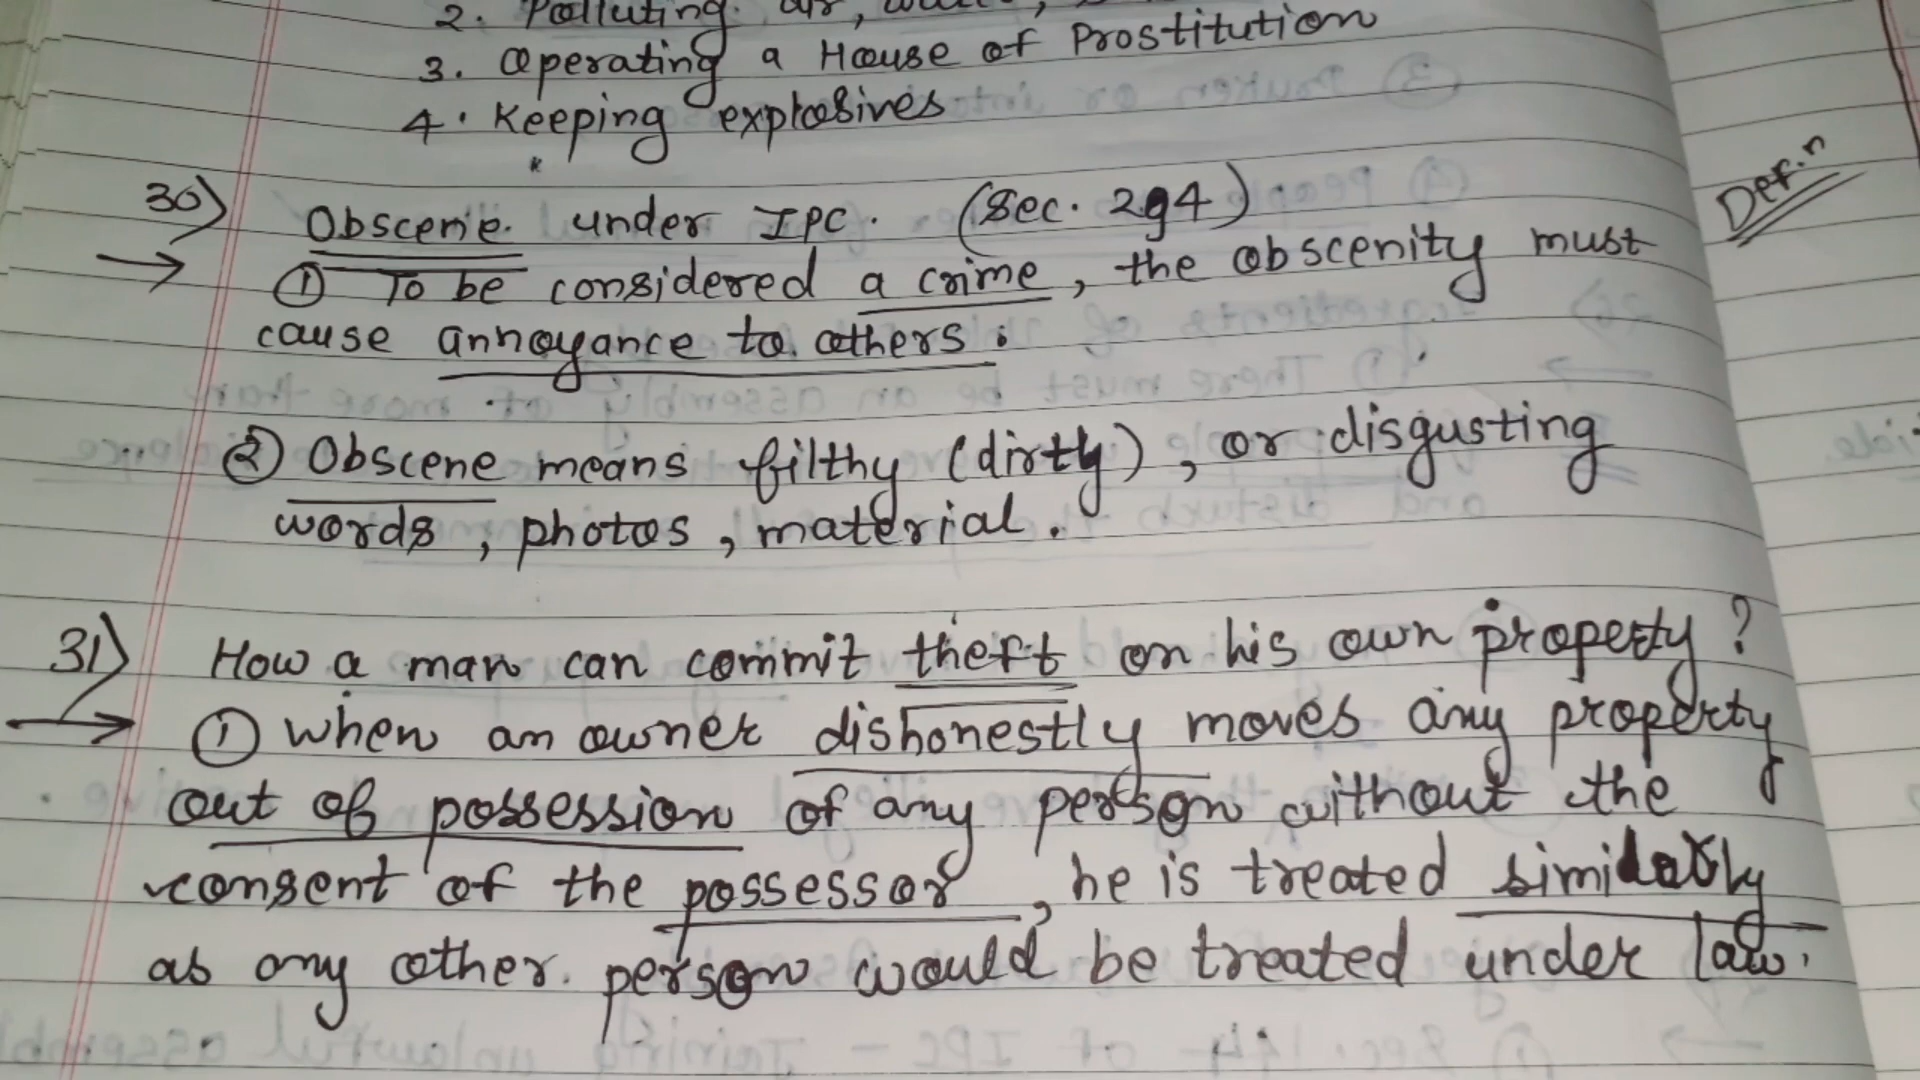 2. Polluting air,
3. Operating a House of Prostitution
4. Keeping explosives
30) Obscene under IPC. (Sec. 294)
Def.n
→ ① To be considered a crime, the obscenity must
cause annoyance to others.
② Obscene means filthy (dirty), or disgusting
words, photos, material.
31) How a man can commit theft on his own property?
→ ① When an owner dishonestly moves any property
out of possession of any person without the
consent of the possessor, he is treated similarly
as any other person would be treated under law.